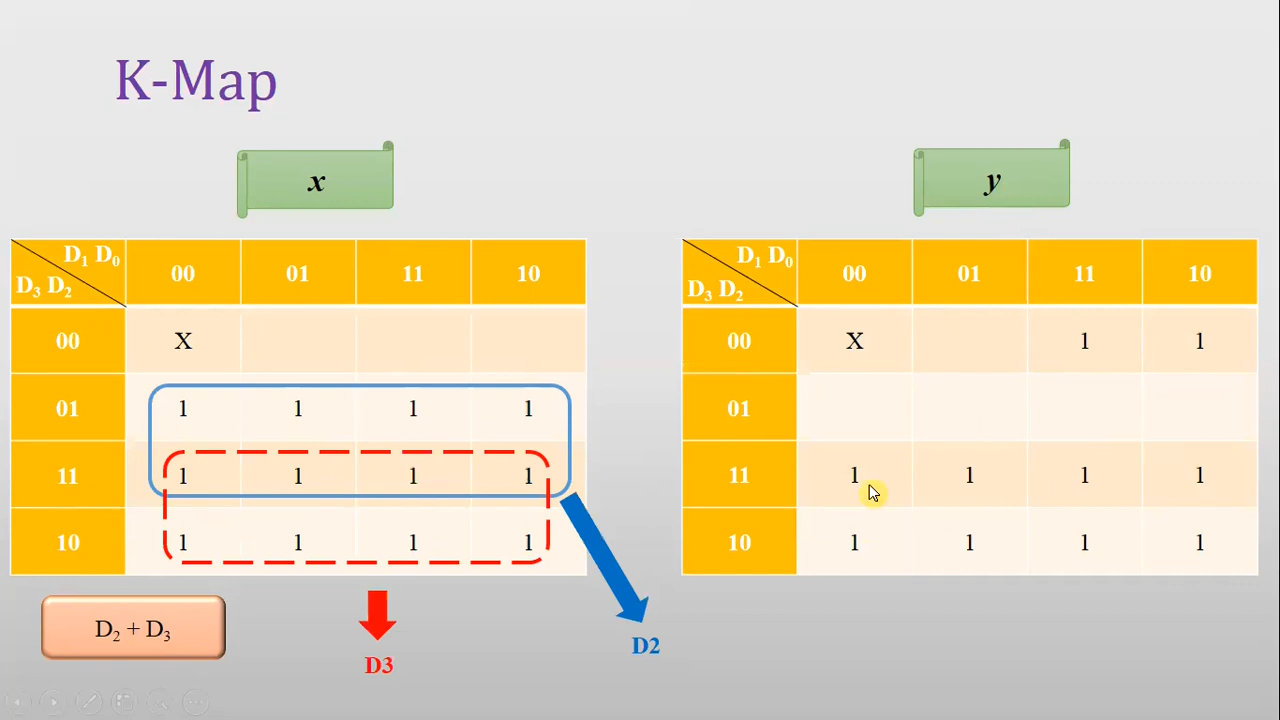 K-Map
x
y
D₁ D₀
D₃ D₂
00 01 11 10
00 X
01 1 1 1 1
11 1 1 1 1
10 1 1 1 1
D₁ D₀
D₃ D₂
00 01 11 10
00 X 1 1
01
11 1 1 1 1
10 1 1 1 1
D₂ + D₃
D3
D2